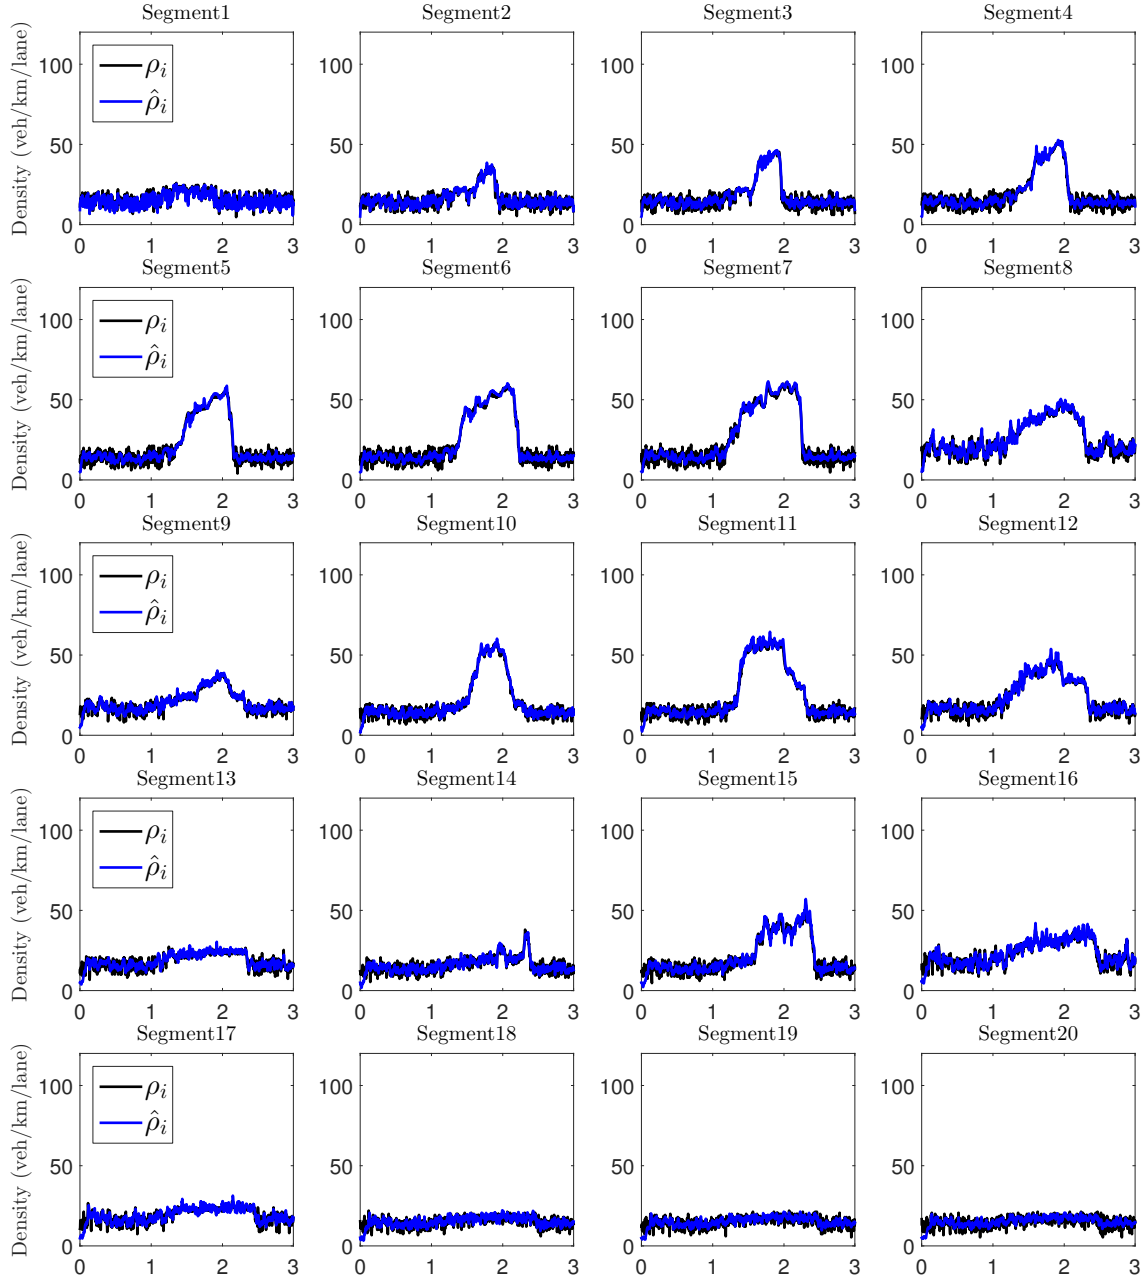 Segment1 Segment2 Segment3 Segment4
Density (veh/km/lane)
100 100 100 100
ρi
ρ̂i
50 50 50 50
0 0 0 0
0 1 2 3 0 1 2 3 0 1 2 3 0 1 2 3
Segment5 Segment6 Segment7 Segment8
Density (veh/km/lane)
100 100 100 100
ρi
ρ̂i
50 50 50 50
0 0 0 0
0 1 2 3 0 1 2 3 0 1 2 3 0 1 2 3
Segment9 Segment10 Segment11 Segment12
Density (veh/km/lane)
100 100 100 100
ρi
ρ̂i
50 50 50 50
0 0 0 0
0 1 2 3 0 1 2 3 0 1 2 3 0 1 2 3
Segment13 Segment14 Segment15 Segment16
Density (veh/km/lane)
100 100 100 100
ρi
ρ̂i
50 50 50 50
0 0 0 0
0 1 2 3 0 1 2 3 0 1 2 3 0 1 2 3
Segment17 Segment18 Segment19 Segment20
Density (veh/km/lane)
100 100 100 100
ρi
ρ̂i
50 50 50 50
0 0 0 0
0 1 2 3 0 1 2 3 0 1 2 3 0 1 2 3